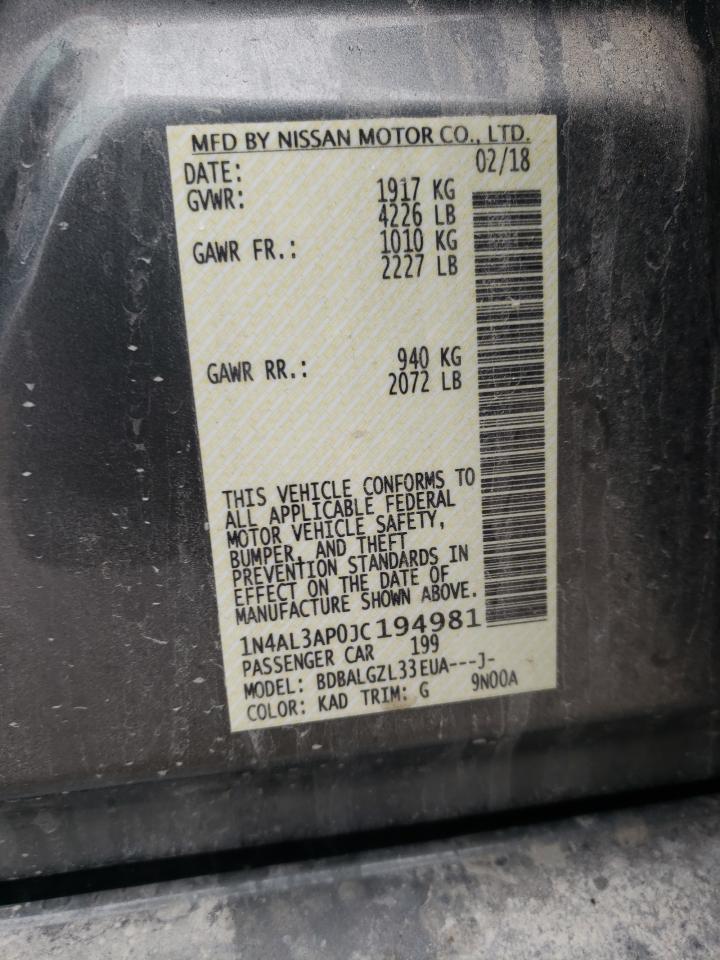 MFD BY NISSAN MOTOR CO., LTD.
DATE: 02/18
GVWR: 1917 KG
4226 LB
GAWR FR.: 1010 KG
2227 LB
GAWR RR.: 940 KG
2072 LB
THIS VEHICLE CONFORMS TO
ALL APPLICABLE FEDERAL
MOTOR VEHICLE SAFETY,
BUMPER, AND THEFT
PREVENTION STANDARDS IN
EFFECT ON THE DATE OF
MANUFACTURE SHOWN ABOVE.
1N4AL3AP0JC194981
PASSENGER CAR 199
MODEL: BDBALGZL33EUA---J-
COLOR: KAD TRIM: G 9N00A